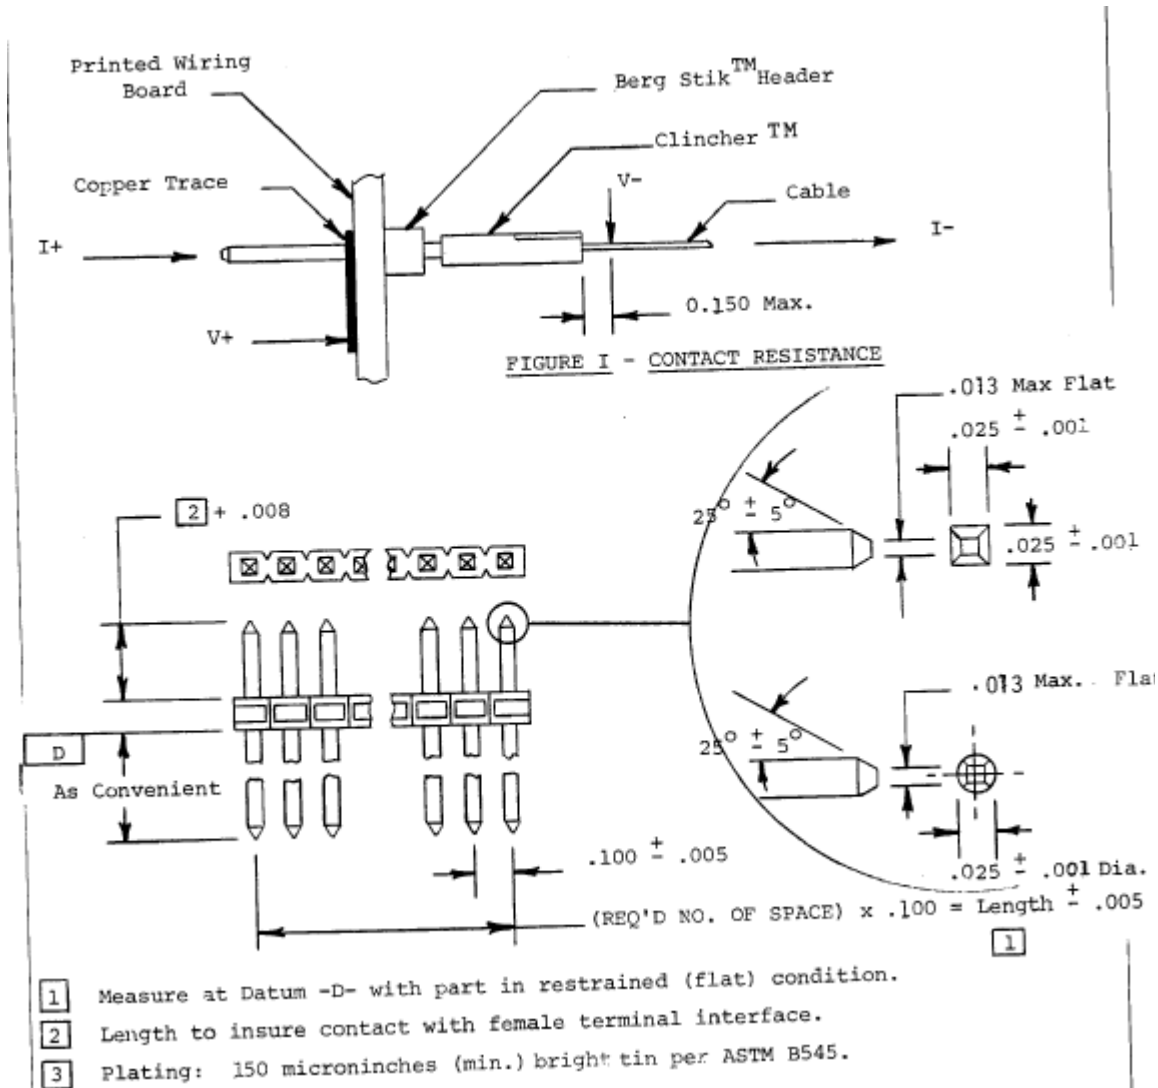 Printed Wiring
Board
Berg Stik™ Header
Clincher ™
Copper Trace
V-
Cable
I+
I-
0.150 Max.
V+
FIGURE I - CONTACT RESISTANCE
.013 Max Flat
.025 ± .001
2 + .008
25° ± 5°
.025 ± .001
.013 Max. Flat
25° ± 5°
D
As Convenient
.100 ± .005
.025 ± .001 Dia.
(REQ'D NO. OF SPACE) x .100 = Length ± .005
1
1 Measure at Datum -D- with part in restrained (flat) condition.
2 Length to insure contact with female terminal interface.
3 Plating: 150 microninches (min.) bright tin per ASTM B545.